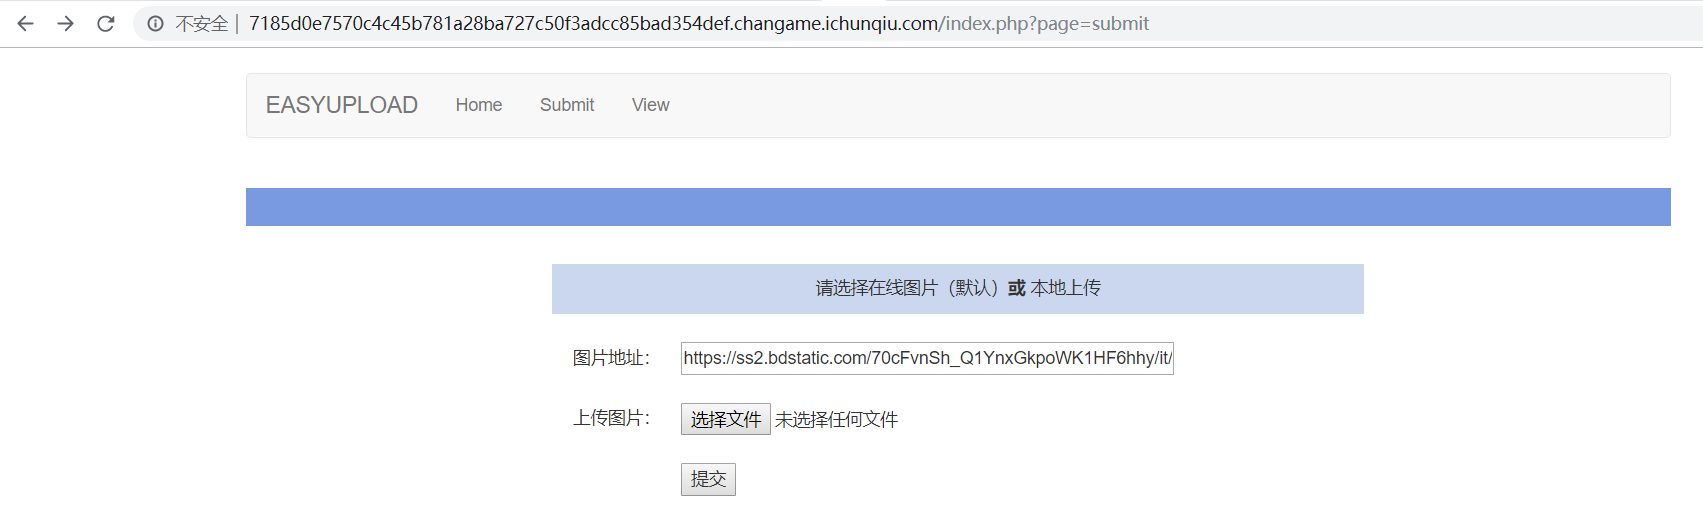 不安全 | 7185d0e7570c4c45b781a28ba727c50f3adcc85bad354def.changame.ichunqiu.com/index.php?page=submit
EASYUPLOAD Home Submit View
请选择在线图片（默认）或 本地上传
图片地址： https://ss2.bdstatic.com/70cFvnSh_Q1YnxGkpoWK1HF6hhy/it/
上传图片： 选择文件 未选择任何文件
提交